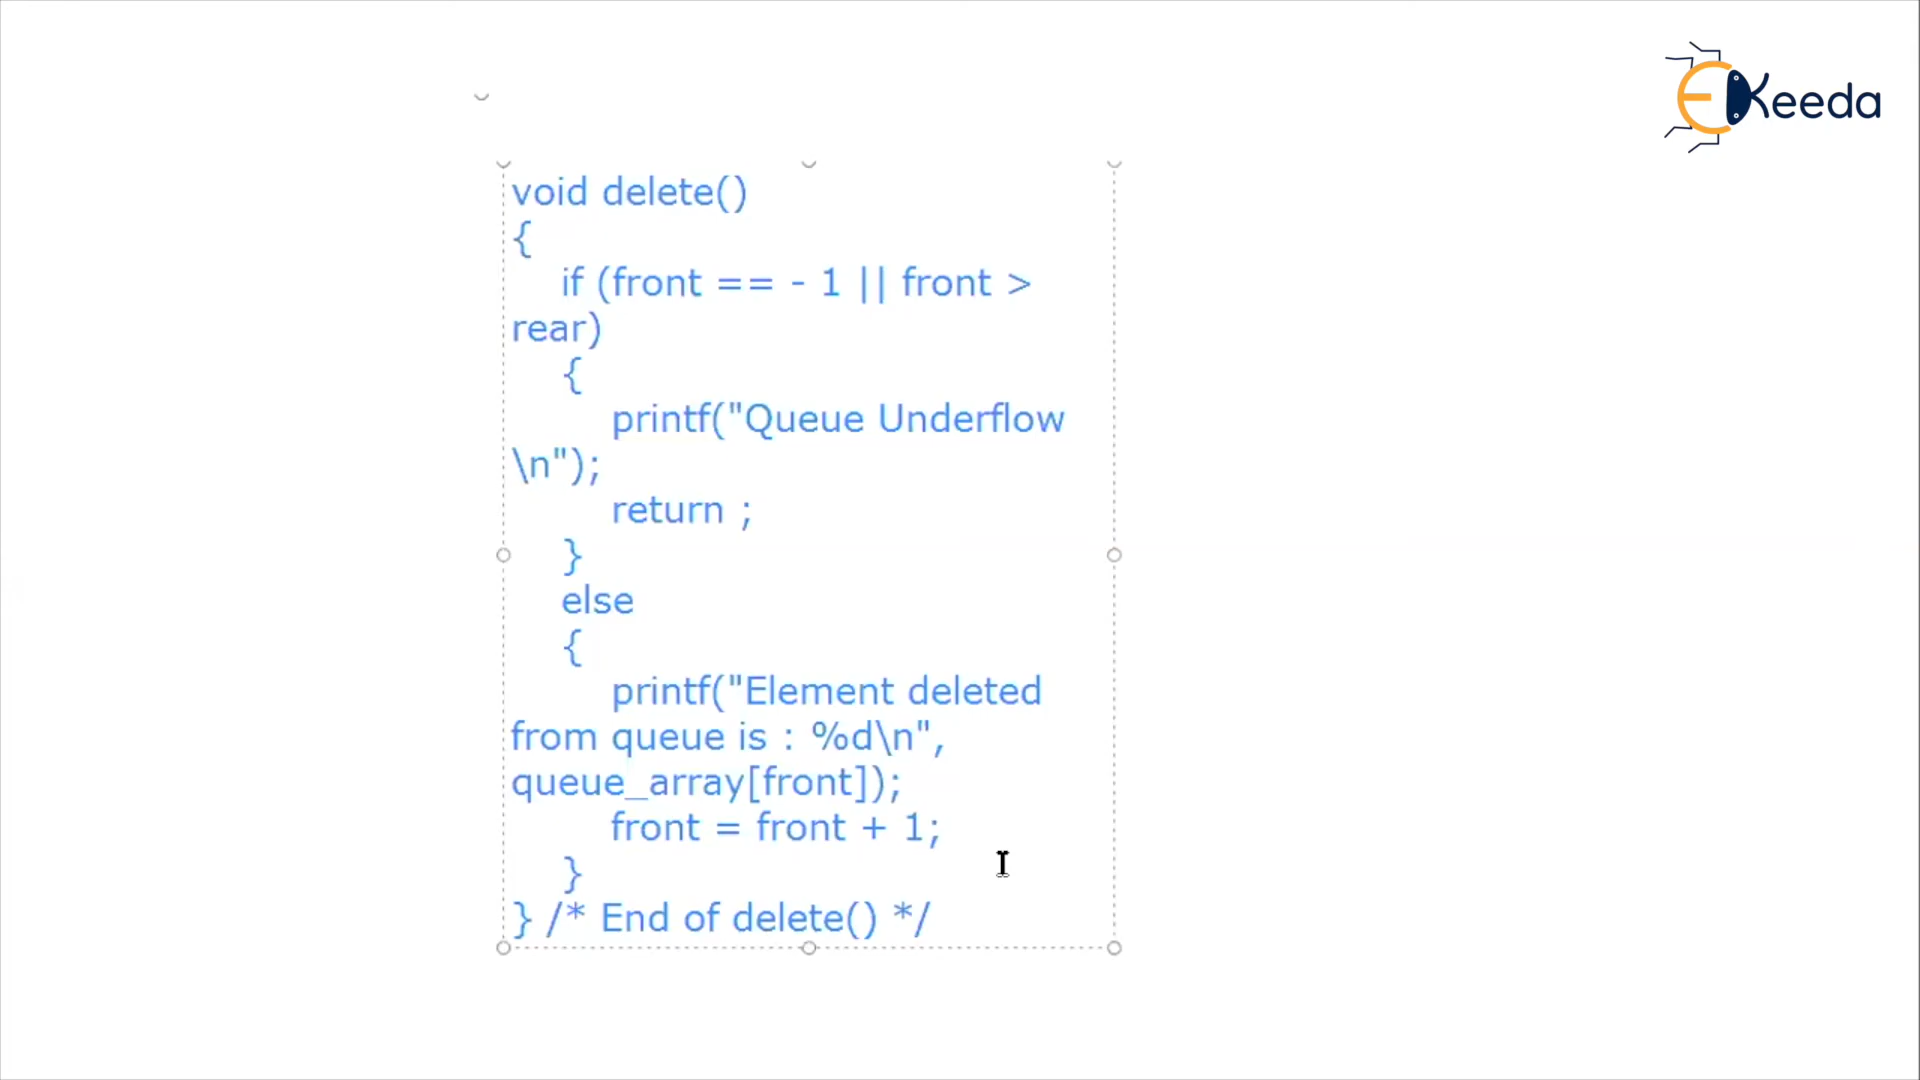 EKeeda
void delete()
{
if (front == - 1 || front >
rear)
{
printf("Queue Underflow
\n");
return ;
}
else
{
printf("Element deleted
from queue is : %d\n",
queue_array[front]);
front = front + 1;
}
} /* End of delete() */